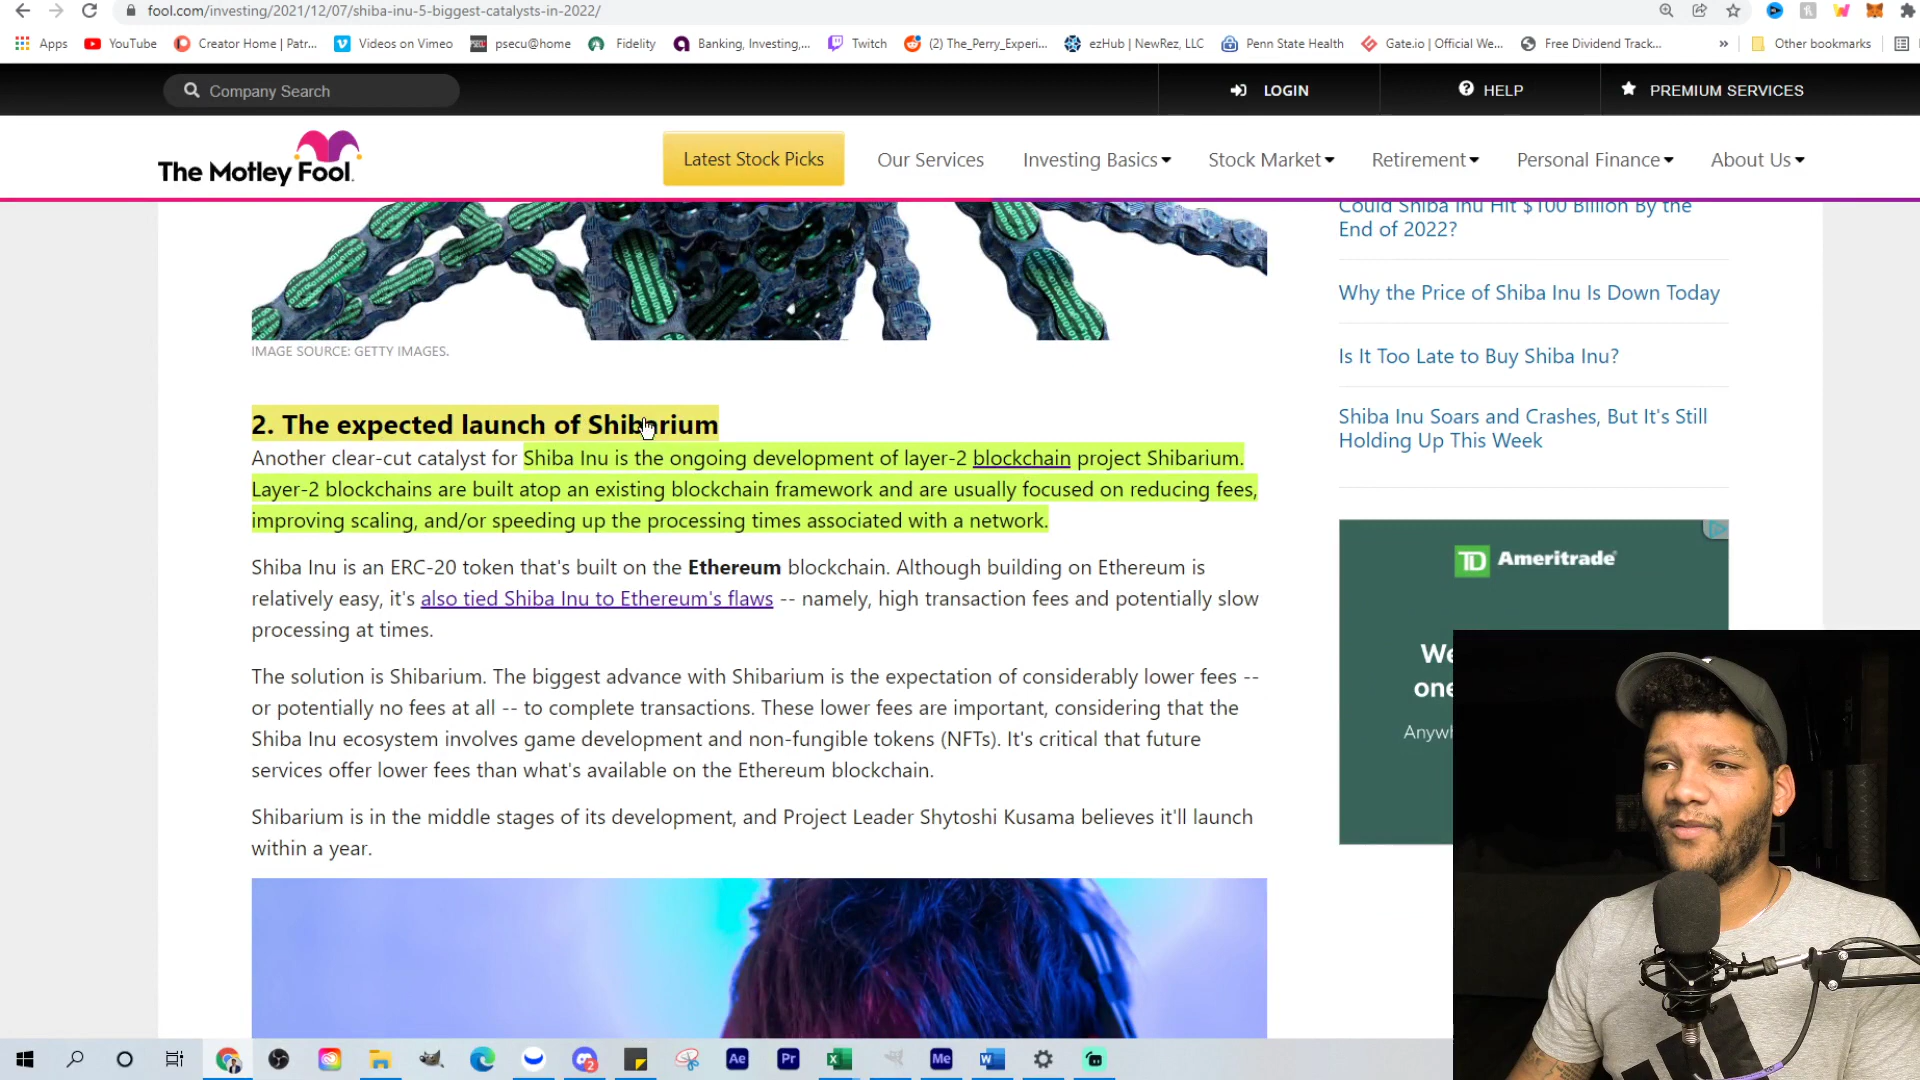 fool.com/investing/2021/12/07/shiba-inu-5-biggest-catalysts-in-2022/
Apps YouTube Creator Home | Patr... Videos on Vimeo psecu@home Fidelity Banking, Investing,... Twitch (2) The_Perry_Experi... ezHub | NewRez, LLC Penn State Health Gate.io | Official We... Free Dividend Track... » Other bookmarks
Company Search LOGIN HELP PREMIUM SERVICES
The Motley Fool. Latest Stock Picks Our Services Investing Basics Stock Market Retirement Personal Finance About Us
Could Shiba Inu Hit $100 Billion By the
End of 2022?
Why the Price of Shiba Inu Is Down Today
Is It Too Late to Buy Shiba Inu?
Shiba Inu Soars and Crashes, But It's Still
Holding Up This Week
IMAGE SOURCE: GETTY IMAGES.
2. The expected launch of Shibarium
Another clear-cut catalyst for Shiba Inu is the ongoing development of layer-2 blockchain project Shibarium.
Layer-2 blockchains are built atop an existing blockchain framework and are usually focused on reducing fees,
improving scaling, and/or speeding up the processing times associated with a network.
Shiba Inu is an ERC-20 token that's built on the Ethereum blockchain. Although building on Ethereum is
relatively easy, it's also tied Shiba Inu to Ethereum's flaws -- namely, high transaction fees and potentially slow
processing at times.
The solution is Shibarium. The biggest advance with Shibarium is the expectation of considerably lower fees --
or potentially no fees at all -- to complete transactions. These lower fees are important, considering that the
Shiba Inu ecosystem involves game development and non-fungible tokens (NFTs). It's critical that future
services offer lower fees than what's available on the Ethereum blockchain.
Shibarium is in the middle stages of its development, and Project Leader Shytoshi Kusama believes it'll launch
within a year.
TD Ameritrade
We
one
Anywh
Ae Pr Me